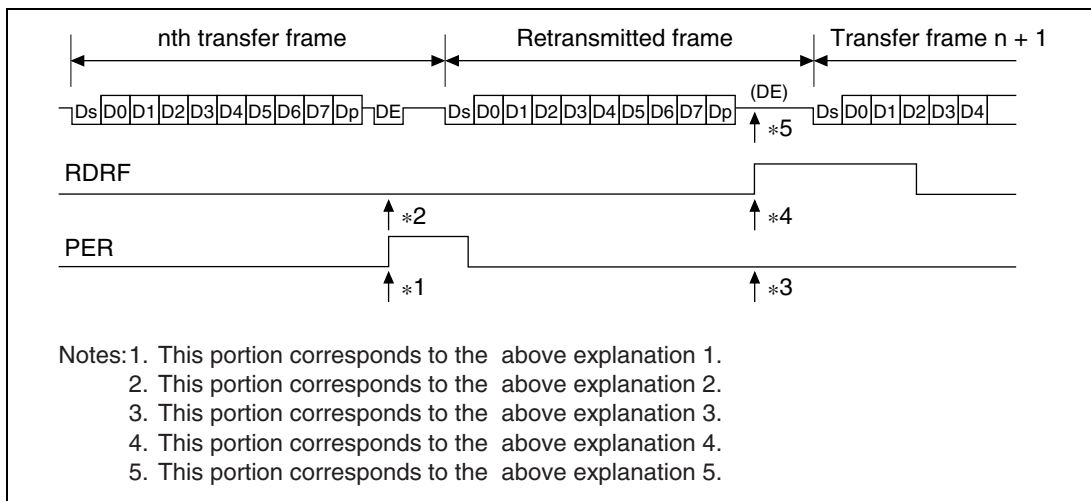 nth transfer frame Retransmitted frame Transfer frame n + 1
(DE)
Ds D0 D1 D2 D3 D4 D5 D6 D7 Dp DE Ds D0 D1 D2 D3 D4 D5 D6 D7 Dp Ds D0 D1 D2 D3 D4
*5
RDRF
*2 *4
PER
*1 *3
Notes:1. This portion corresponds to the above explanation 1.
2. This portion corresponds to the above explanation 2.
3. This portion corresponds to the above explanation 3.
4. This portion corresponds to the above explanation 4.
5. This portion corresponds to the above explanation 5.